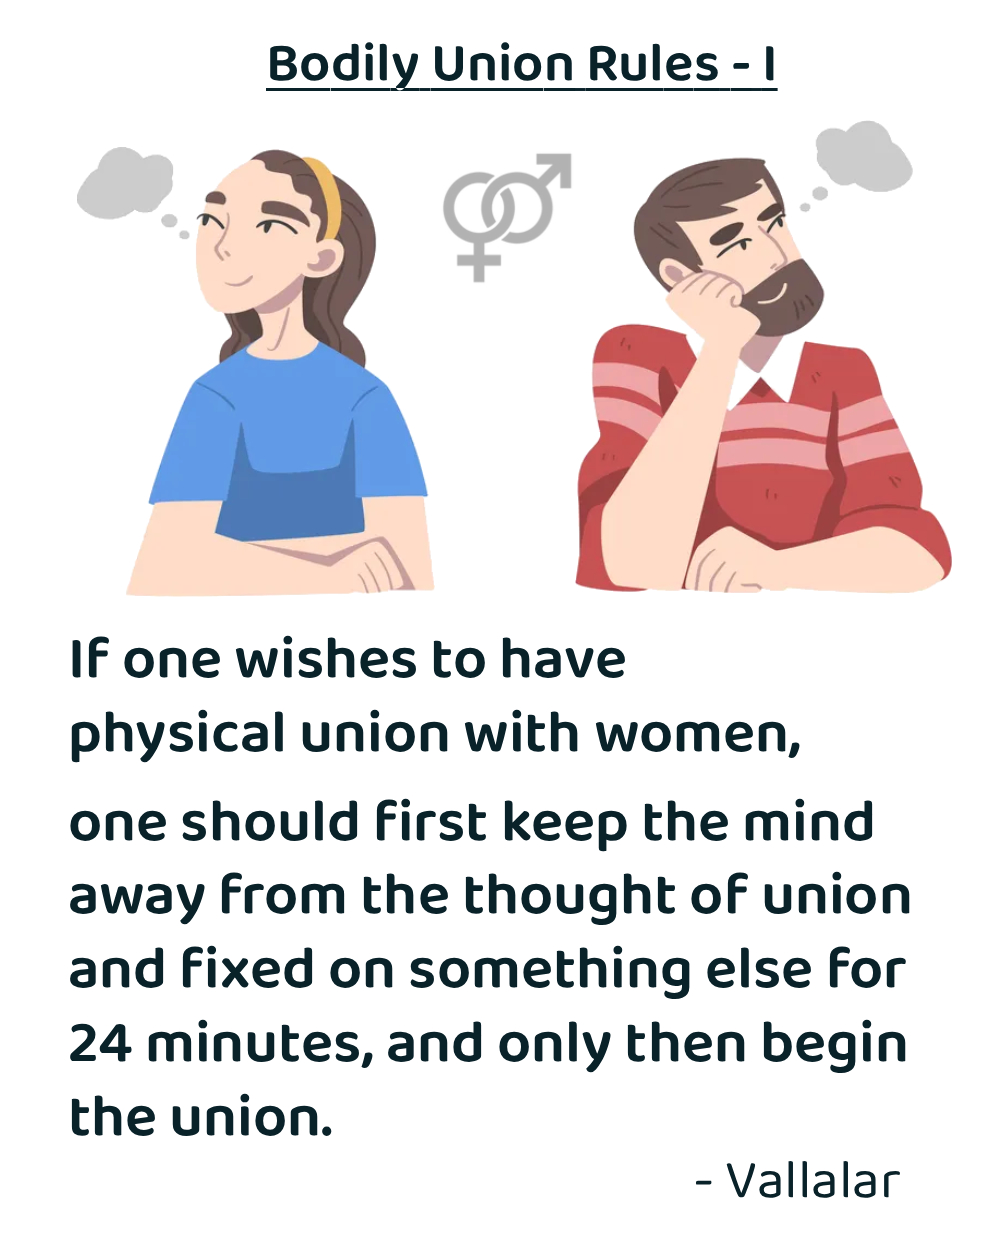 Bodily Union Rules - I
If one wishes to have
physical union with women,
one should first keep the mind
away from the thought of union
and fixed on something else for
24 minutes, and only then begin
the union.
- Vallalar